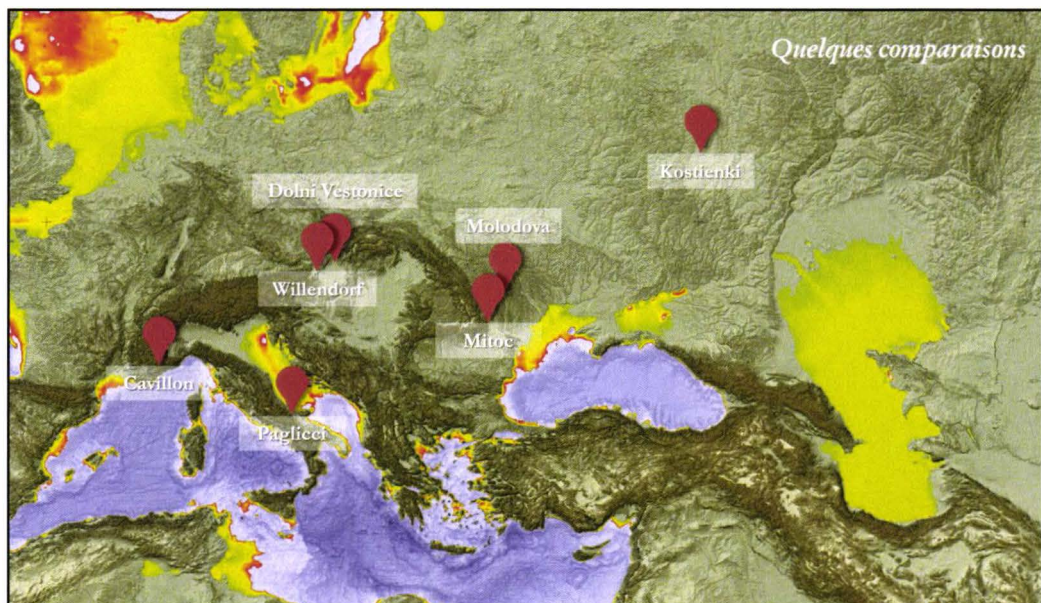 Quelques comparaisons
Kostienki
Dolni Vestonice
Molodova
Willendorf
Mitoc
Cavillon
Paglicci